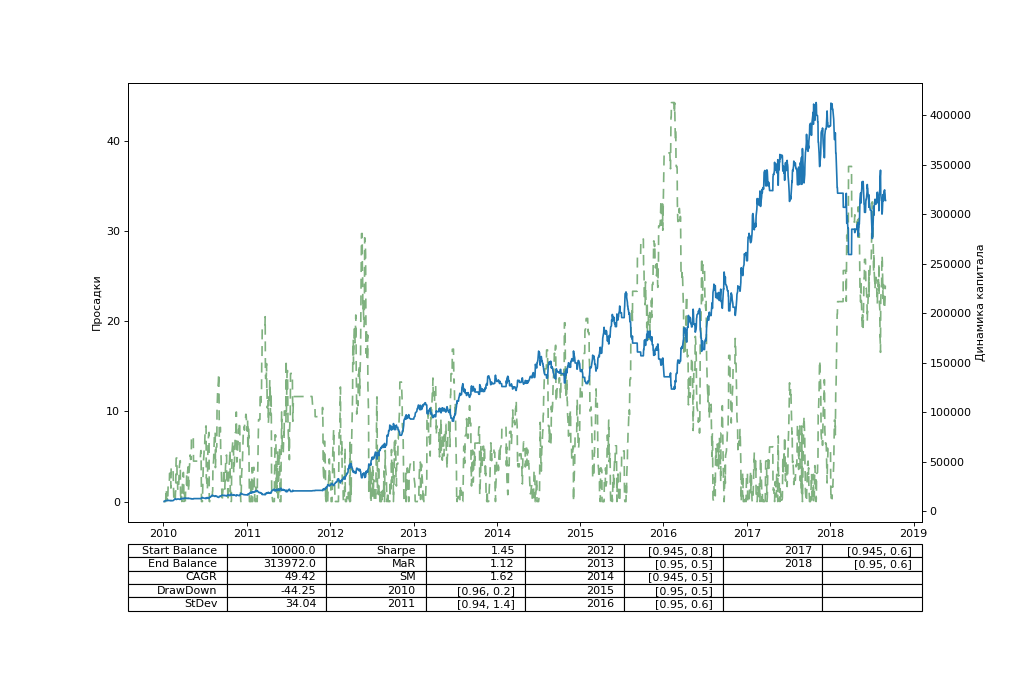 Просадки
40
30
20
10
0
400000
350000
300000
250000
200000
150000
100000
50000
0
Динамика капитала
2010 2011 2012 2013 2014 2015 2016 2017 2018 2019
Start Balance 10000.0 Sharpe 1.45 2012 [0.945, 0.8] 2017 [0.945, 0.6]
End Balance 313972.0 MaR 1.12 2013 [0.95, 0.5] 2018 [0.95, 0.6]
CAGR 49.42 SM 1.62 2014 [0.945, 0.5]
DrawDown -44.25 2010 [0.96, 0.2] 2015 [0.95, 0.5]
StDev 34.04 2011 [0.94, 1.4] 2016 [0.95, 0.6]